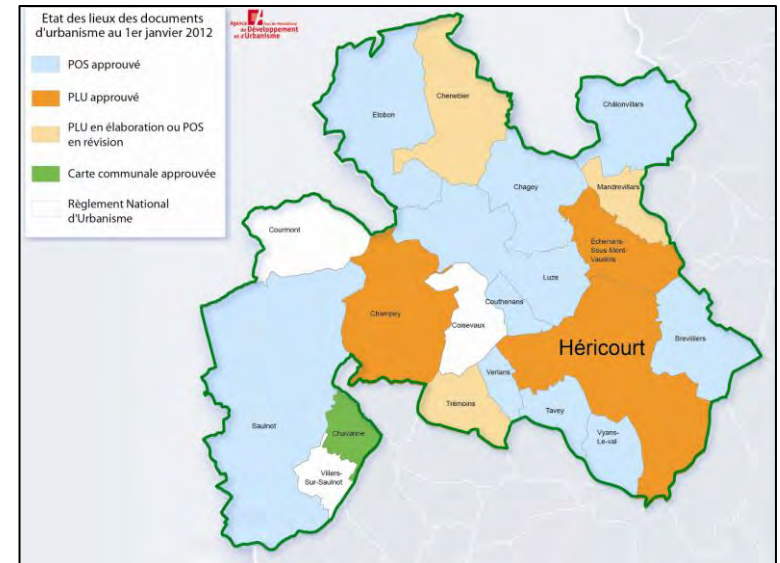 Etat des lieux des documents
d'urbanisme au 1er janvier 2012
POS approuvé
PLU approuvé
PLU en élaboration ou POS
en révision
Carte communale approuvée
Règlement National
d'Urbanisme
Agence
de Développement
et d'Urbanisme
Etobon
Chenebier
Châlonvillars
Chagey
Mandrevillars
Courmont
Echenans-
Sous-Mont-
Vaudois
Luze
Couthenans
Champey
Coisevaux
Héricourt
Brevilliers
Verlans
Trémoins
Tavey
Vyans-
Le-val
Saulnot
Chavanne
Villers-
Sur-Saulnot